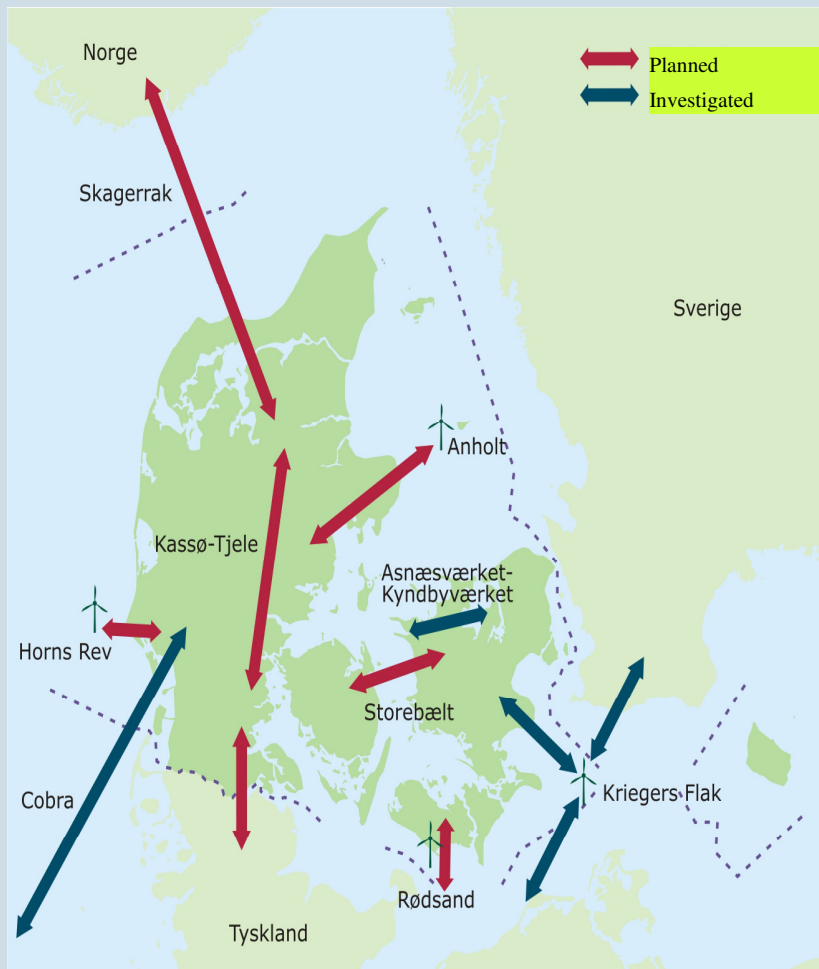 Norge
Planned
Investigated
Skagerrak
Sverige
Anholt
Kassø-Tjele
Asnæsværket-
Kyndbyværket
Horns Rev
Storebælt
Cobra
Kriegers Flak
Rødsand
Tyskland